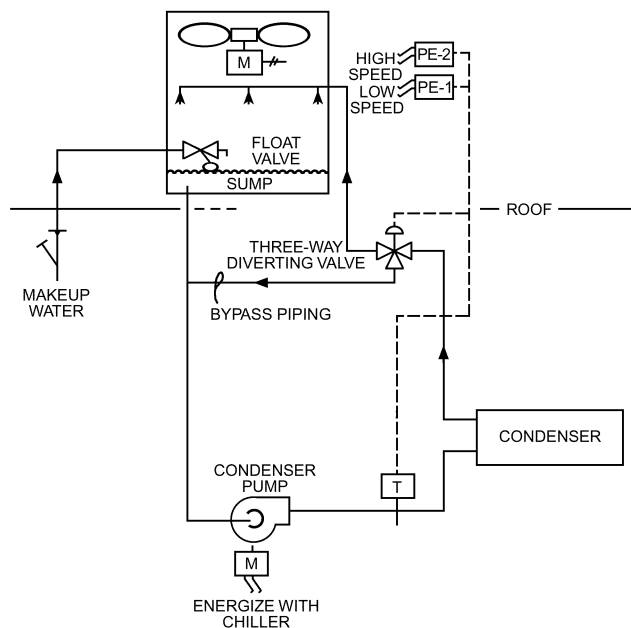 M
HIGH
SPEED
PE-2
LOW
SPEED
PE-1
FLOAT
VALVE
SUMP
ROOF
THREE-WAY
DIVERTING VALVE
MAKEUP
WATER
BYPASS PIPING
CONDENSER
CONDENSER
PUMP
T
M
ENERGIZE WITH
CHILLER